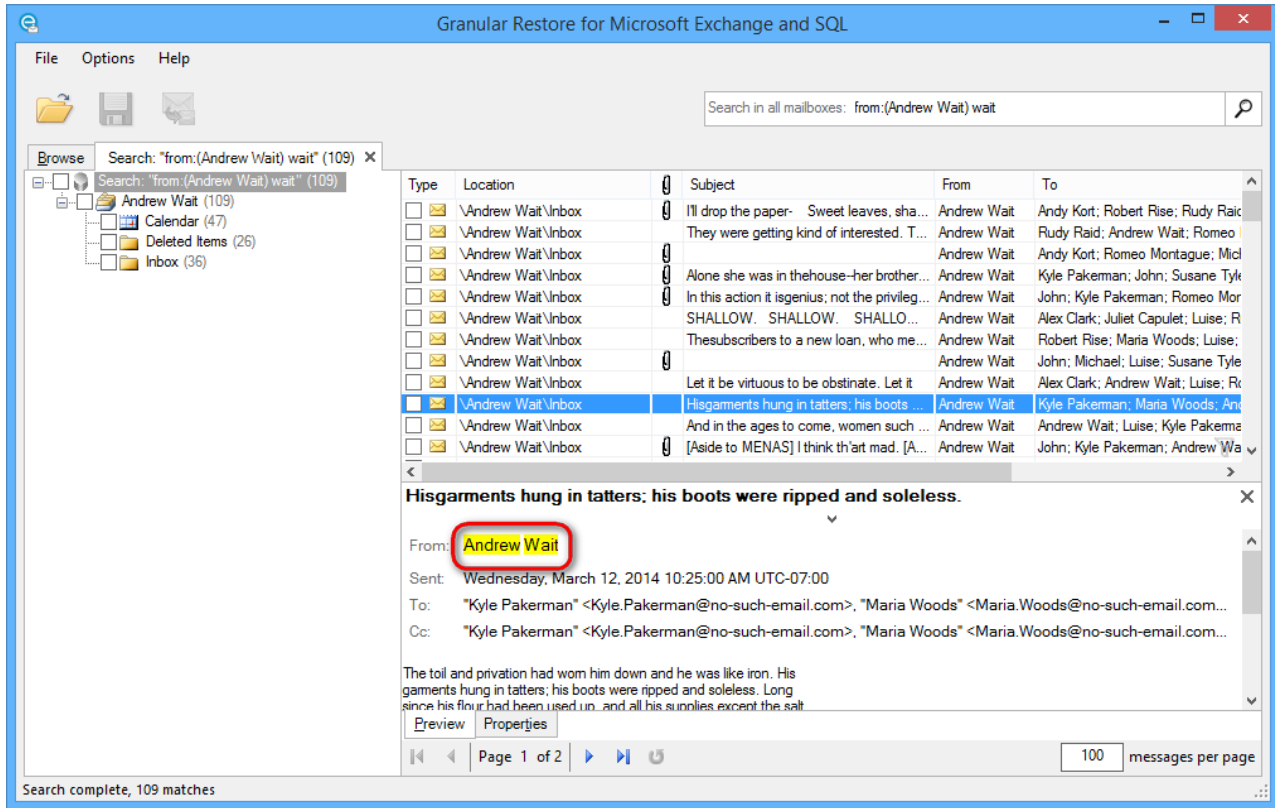 Granular Restore for Microsoft Exchange and SQL
File Options Help
Search in all mailboxes: from:(Andrew Wait) wait
Browse Search: "from:(Andrew Wait) wait" (109)
Search: "from:(Andrew Wait) wait" (109)
Andrew Wait (109)
Calendar (47)
Deleted Items (26)
Inbox (36)
Type Location Subject From To
\Andrew Wait\Inbox I'll drop the paper- Sweet leaves, sha... Andrew Wait Andy Kort; Robert Rise; Rudy Raid
\Andrew Wait\Inbox They were getting kind of interested. T... Andrew Wait Rudy Raid; Andrew Wait; Romeo
\Andrew Wait\Inbox Andrew Wait Andy Kort; Romeo Montague; Mich
\Andrew Wait\Inbox Alone she was in thehouse--her brother... Andrew Wait Kyle Pakerman; John; Susane Tyle
\Andrew Wait\Inbox In this action it isgenius; not the privileg... Andrew Wait John; Kyle Pakerman; Romeo Mon
\Andrew Wait\Inbox SHALLOW. SHALLOW. SHALLO... Andrew Wait Alex Clark; Juliet Capulet; Luise; R
\Andrew Wait\Inbox Thesubscribers to a new loan, who me... Andrew Wait Robert Rise; Maria Woods; Luise;
\Andrew Wait\Inbox Andrew Wait John; Michael; Luise; Susane Tyle
\Andrew Wait\Inbox Let it be virtuous to be obstinate. Let it Andrew Wait Alex Clark; Andrew Wait; Luise; Ro
\Andrew Wait\Inbox Hisgarments hung in tatters; his boots ... Andrew Wait Kyle Pakerman; Maria Woods; And
\Andrew Wait\Inbox And in the ages to come, women such ... Andrew Wait Andrew Wait; Luise; Kyle Pakerma
\Andrew Wait\Inbox [Aside to MENAS] I think th'art mad. [A... Andrew Wait John; Kyle Pakerman; Andrew Wa
Hisgarments hung in tatters; his boots were ripped and soleless.
From: Andrew Wait
Sent: Wednesday, March 12, 2014 10:25:00 AM UTC-07:00
To: "Kyle Pakerman" <Kyle.Pakerman@no-such-email.com>, "Maria Woods" <Maria.Woods@no-such-email.com...
Cc: "Kyle Pakerman" <Kyle.Pakerman@no-such-email.com>, "Maria Woods" <Maria.Woods@no-such-email.com...
The toil and privation had worn him down and he was like iron. His
garments hung in tatters; his boots were ripped and soleless. Long
since his flour had been used up, and all his supplies except the salt
Preview Properties
Page 1 of 2 100 messages per page
Search complete, 109 matches